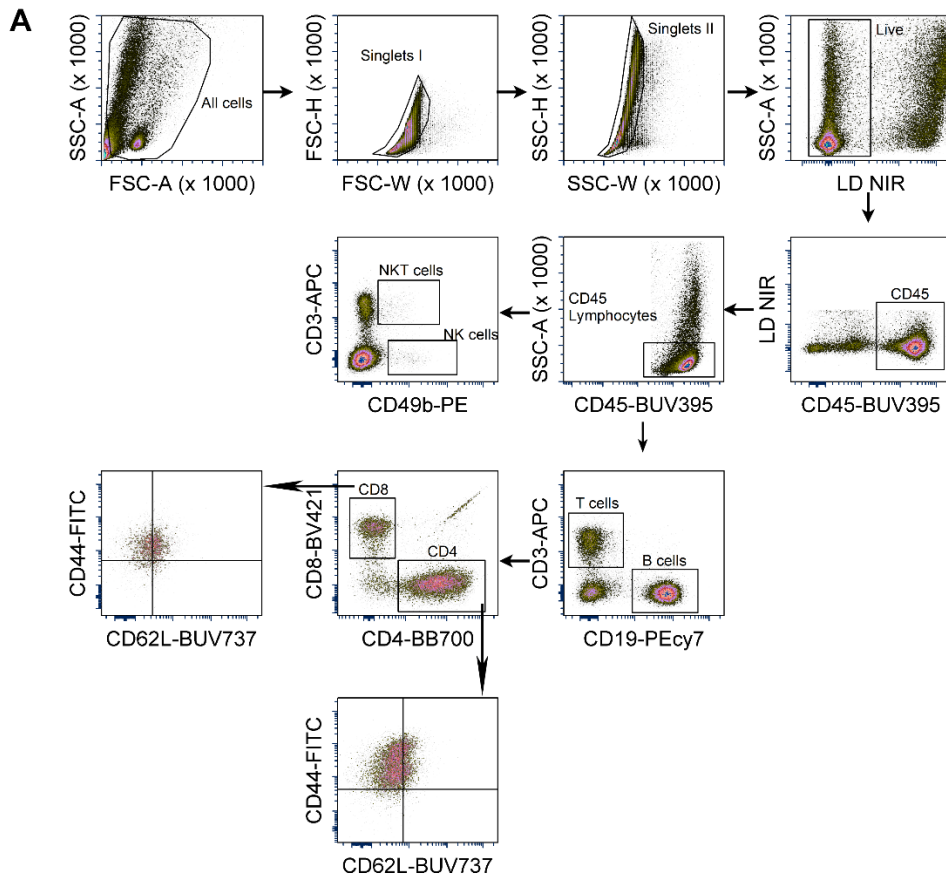 A
SSC-A (x 1000)
All cells
FSC-A (x 1000)
FSC-H (x 1000)
Singlets I
FSC-W (x 1000)
SSC-H (x 1000)
Singlets II
SSC-W (x 1000)
SSC-A (x 1000)
Live
LD NIR
CD3-APC
NKT cells
NK cells
CD49b-PE
SSC-A (x 1000)
CD45
Lymphocytes
CD45-BUV395
LD NIR
CD45
CD45-BUV395
CD44-FITC
CD62L-BUV737
CD8-BV421
CD8
CD4
CD4-BB700
CD3-APC
T cells
B cells
CD19-PEcy7
CD44-FITC
CD62L-BUV737